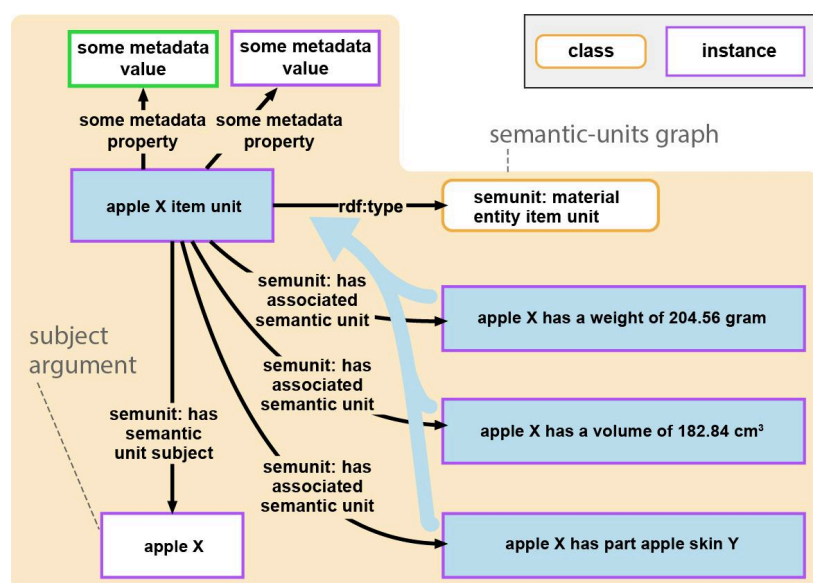 some metadata
value
some metadata
value
class
instance
some metadata
property
some metadata
property
semantic-units graph
apple X item unit
rdf:type
semunit: material
entity item unit
semunit: has
associated
semantic unit
apple X has a weight of 204.56 gram
subject
argument
semunit: has
associated
semantic unit
apple X has a volume of 182.84 cm³
semunit: has
semantic
unit subject
semunit: has
associated
semantic unit
apple X
apple X has part apple skin Y